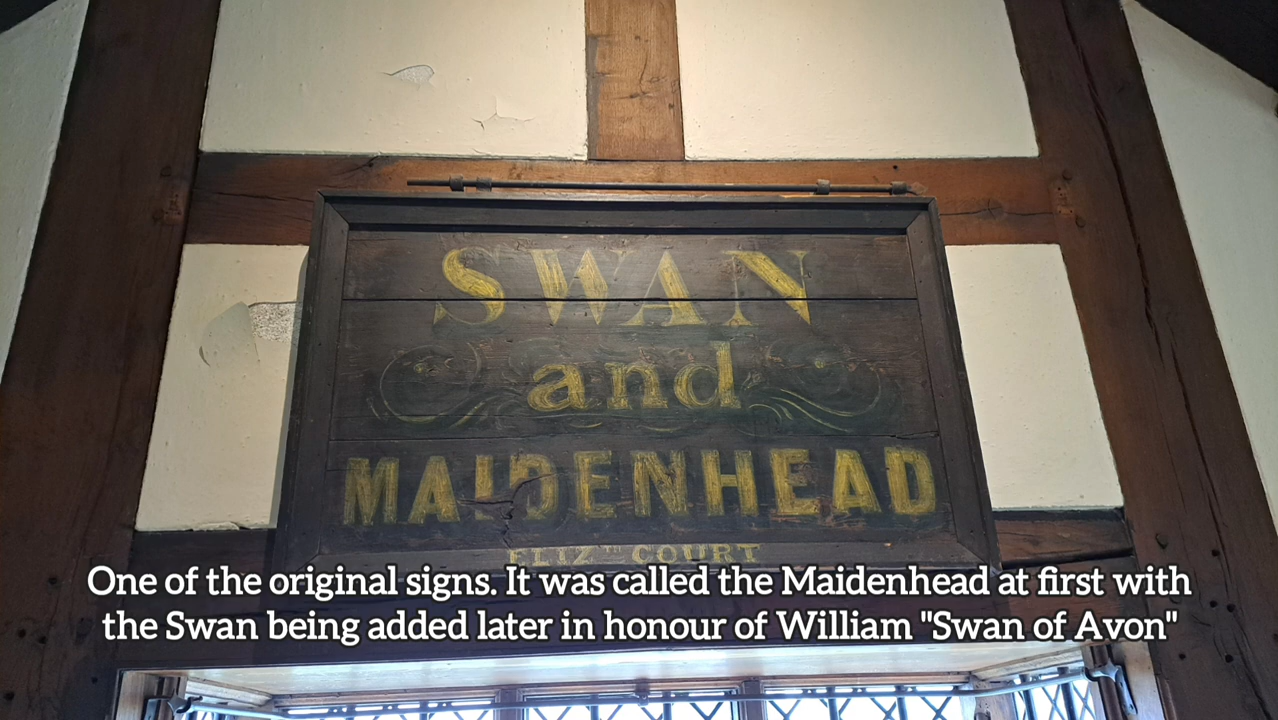 SWAN
and
MAIDENHEAD
ELIZTH COURT
One of the original signs. It was called the Maidenhead at first with
the Swan being added later in honour of William "Swan of Avon"